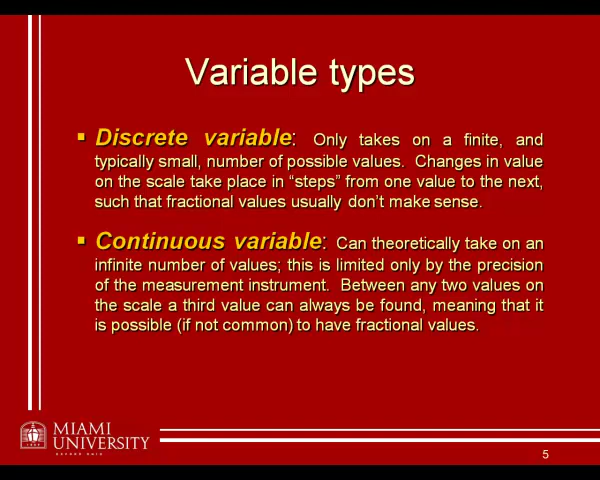 Variable types
▪ Discrete variable: Only takes on a finite, and
typically small, number of possible values. Changes in value
on the scale take place in “steps” from one value to the next,
such that fractional values usually don’t make sense.
▪ Continuous variable: Can theoretically take on an
infinite number of values; this is limited only by the precision
of the measurement instrument. Between any two values on
the scale a third value can always be found, meaning that it
is possible (if not common) to have fractional values.
MIAMI
UNIVERSITY
OXFORD OHIO
5